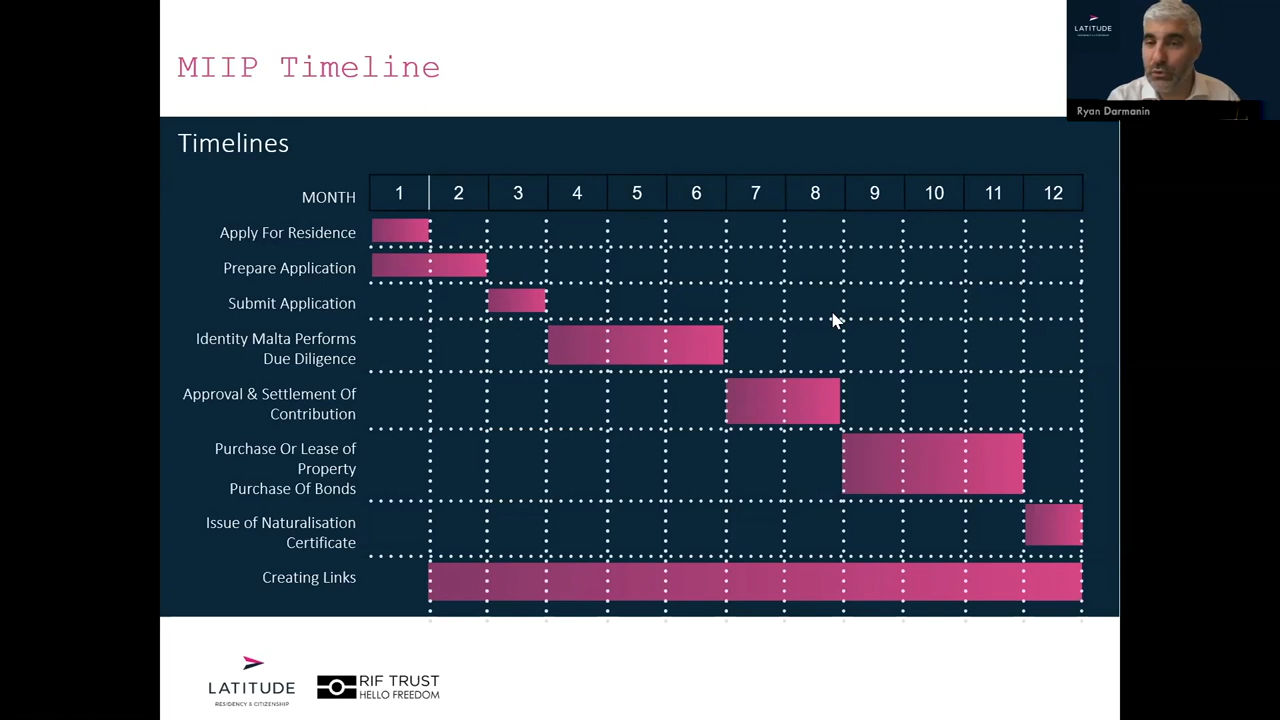 MIIP Timeline
LATITUDE
RESIDENCY & CITIZENSHIP
Ryan Darmanin
Timelines
MONTH 1 2 3 4 5 6 7 8 9 10 11 12
Apply For Residence
Prepare Application
Submit Application
Identity Malta Performs
Due Diligence
Approval & Settlement Of
Contribution
Purchase Or Lease of
Property
Purchase Of Bonds
Issue of Naturalisation
Certificate
Creating Links
LATITUDE
RESIDENCY & CITIZENSHIP
RIF TRUST
HELLO FREEDOM